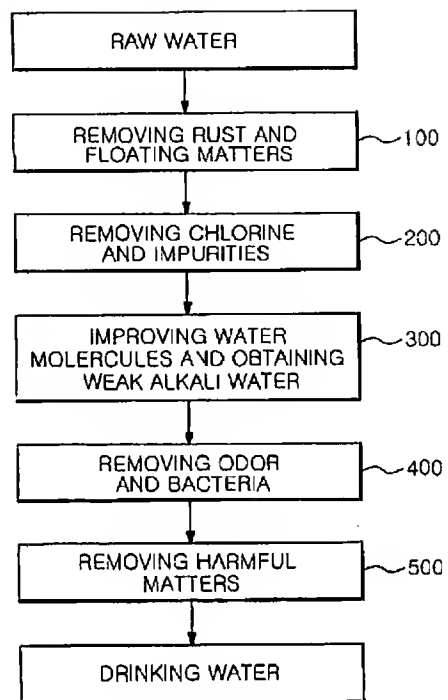 RAW WATER
REMOVING RUST AND
FLOATING MATTERS
100
REMOVING CHLORINE
AND IMPURITIES
200
IMPROVING WATER
MOLERCULES AND OBTAINING
WEAK ALKALI WATER
300
REMOVING ODOR
AND BACTERIA
400
REMOVING HARMFUL
MATTERS
500
DRINKING WATER